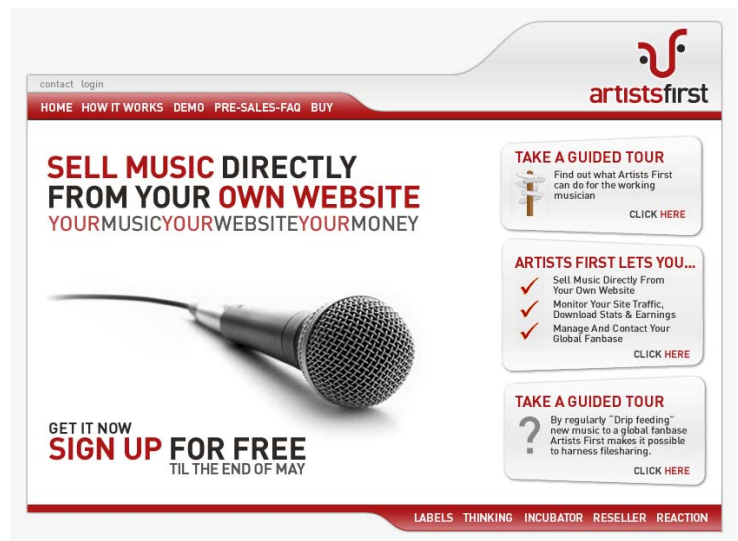 contact login
artistsfirst
HOME HOW IT WORKS DEMO PRE-SALES-FAQ BUY
SELL MUSIC DIRECTLY
FROM YOUR OWN WEBSITE
YOURMUSICYOURWEBSITEYOURMONEY
GET IT NOW
SIGN UP FOR FREE
TIL THE END OF MAY
TAKE A GUIDED TOUR
Find out what Artists First
can do for the working
musician
CLICK HERE
ARTISTS FIRST LETS YOU...
Sell Music Directly From
Your Own Website
Monitor Your Site Traffic,
Download Stats & Earnings
Manage And Contact Your
Global Fanbase
CLICK HERE
TAKE A GUIDED TOUR
?
By regularly "Drip feeding"
new music to a global fanbase
Artists First makes it possible
to harness filesharing.
CLICK HERE
LABELS THINKING INCUBATOR RESELLER REACTION